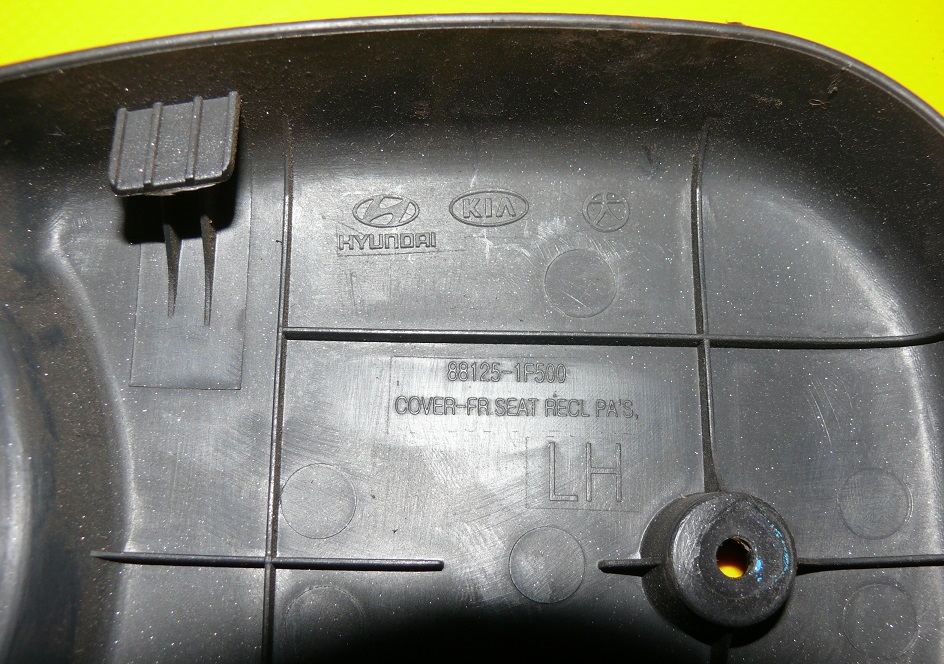 KIA
HYUNDAI
88125-1F500
COVER-FR.SEAT RECL PA'S,
LH